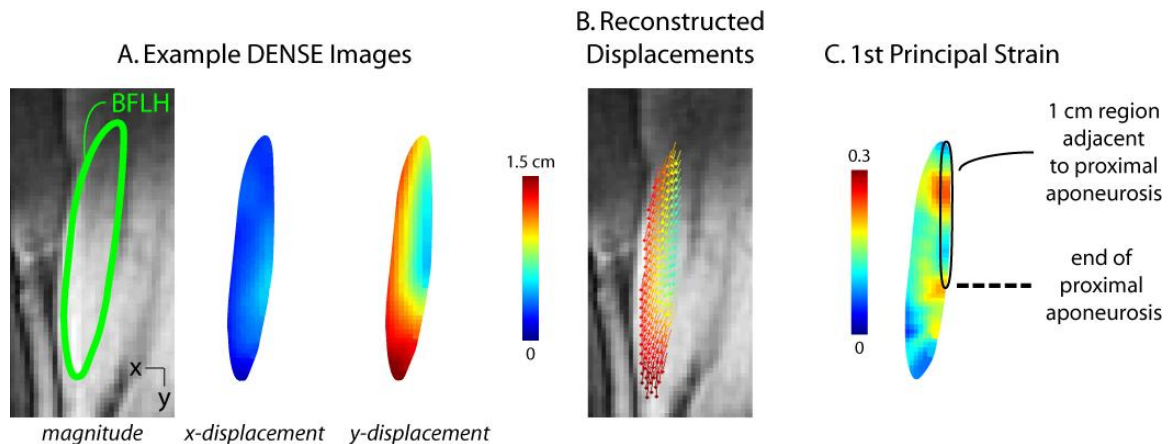 A. Example DENSE Images
BFLH
x
y
magnitude
x-displacement
y-displacement
1.5 cm
0
B. Reconstructed
Displacements
C. 1st Principal Strain
0.3
0
1 cm region
adjacent
to proximal
aponeurosis
end of
proximal
aponeurosis